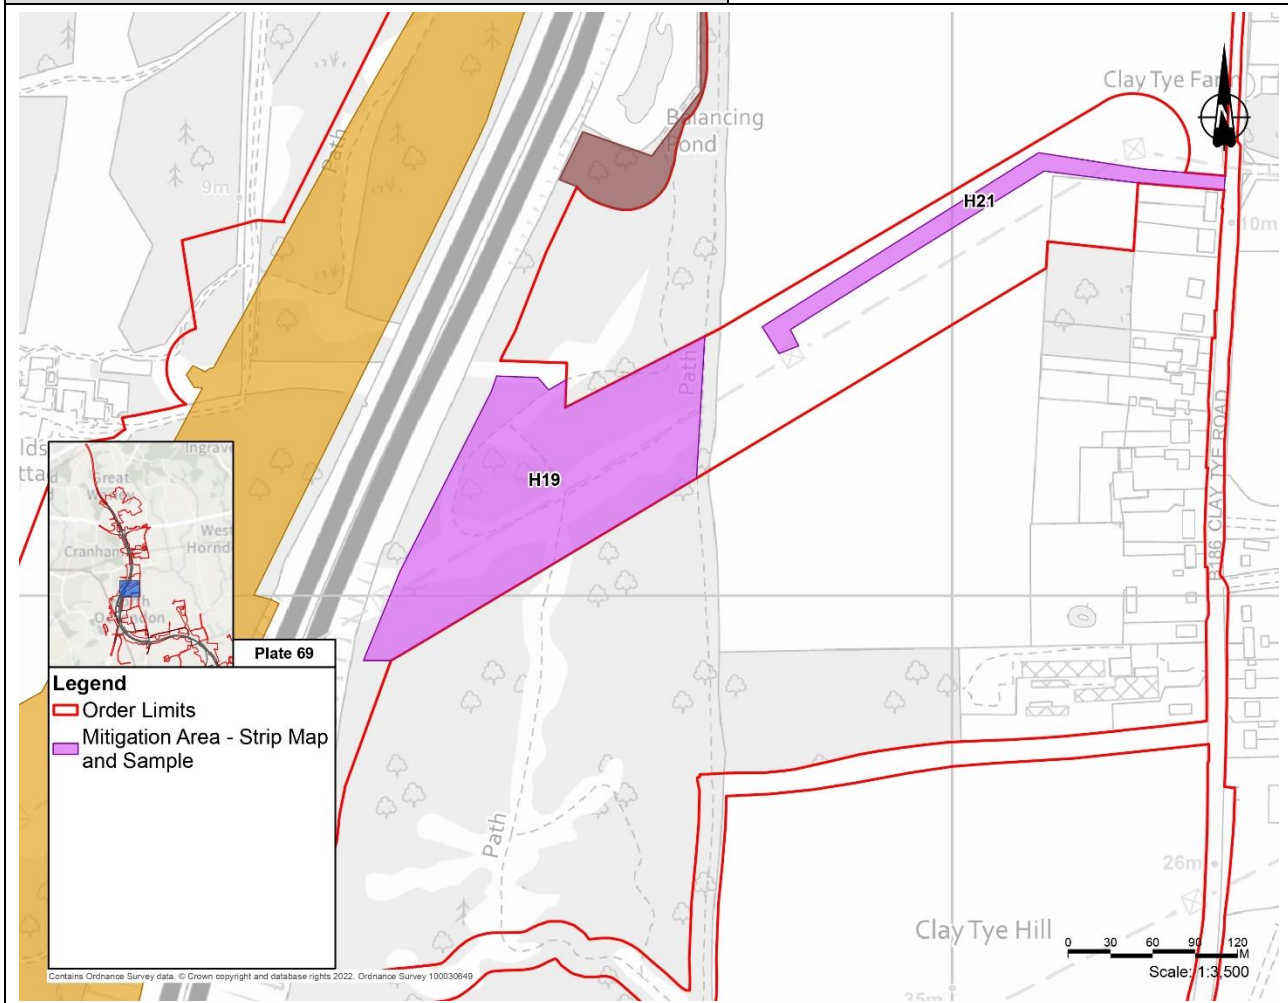 Clay Tye Farm
Balancing
Pond
Path
9m
N
H21
10m
Path
H19
B186 CLAY TYE ROAD
Ingrave
Great
West
Cranham
Horndon
Plate 69
Legend
Order Limits
Mitigation Area - Strip Map
and Sample
Path
26m
Clay Tye Hill
0 30 60 90 120
M
Scale: 1:3,500
35m
Contains Ordnance Survey data. © Crown copyright and database rights 2022. Ordnance Survey 100030649